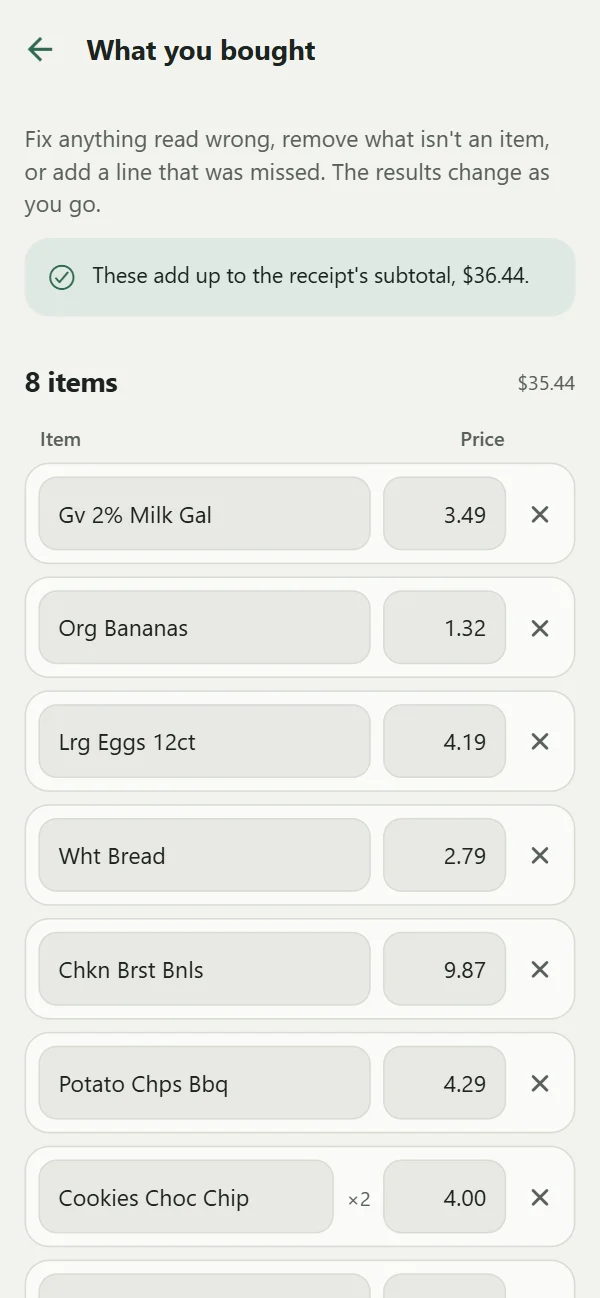 What you bought
Fix anything read wrong, remove what isn't an item,
or add a line that was missed. The results change as
you go.
These add up to the receipt's subtotal, $36.44.
8 items $35.44
Item Price
Gv 2% Milk Gal 3.49
Org Bananas 1.32
Lrg Eggs 12ct 4.19
Wht Bread 2.79
Chkn Brst Bnls 9.87
Potato Chps Bbq 4.29
Cookies Choc Chip ×2 4.00